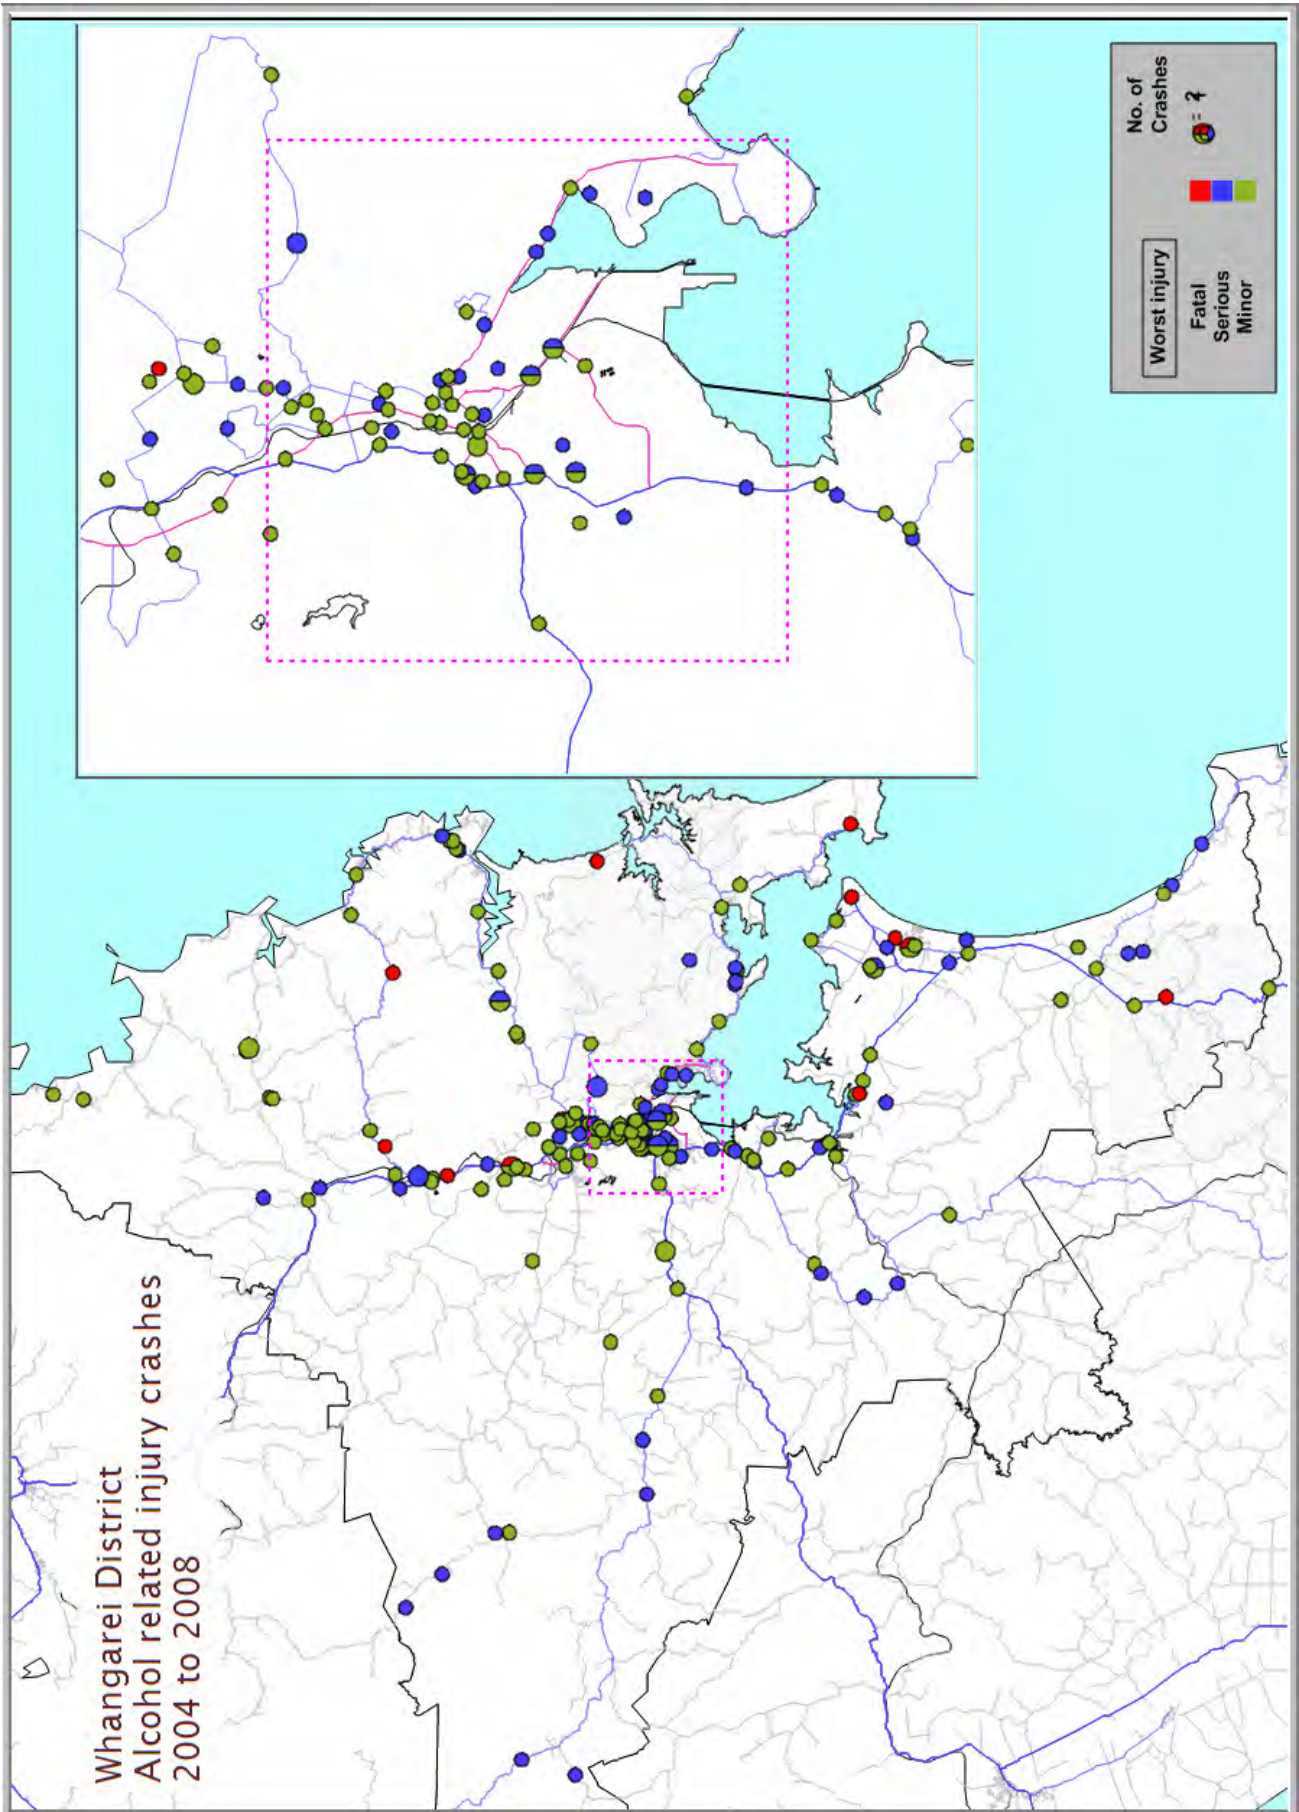 Whangarei District
Alcohol related injury crashes
2004 to 2008
Worst injury
No. of
Crashes
Fatal
Serious
Minor